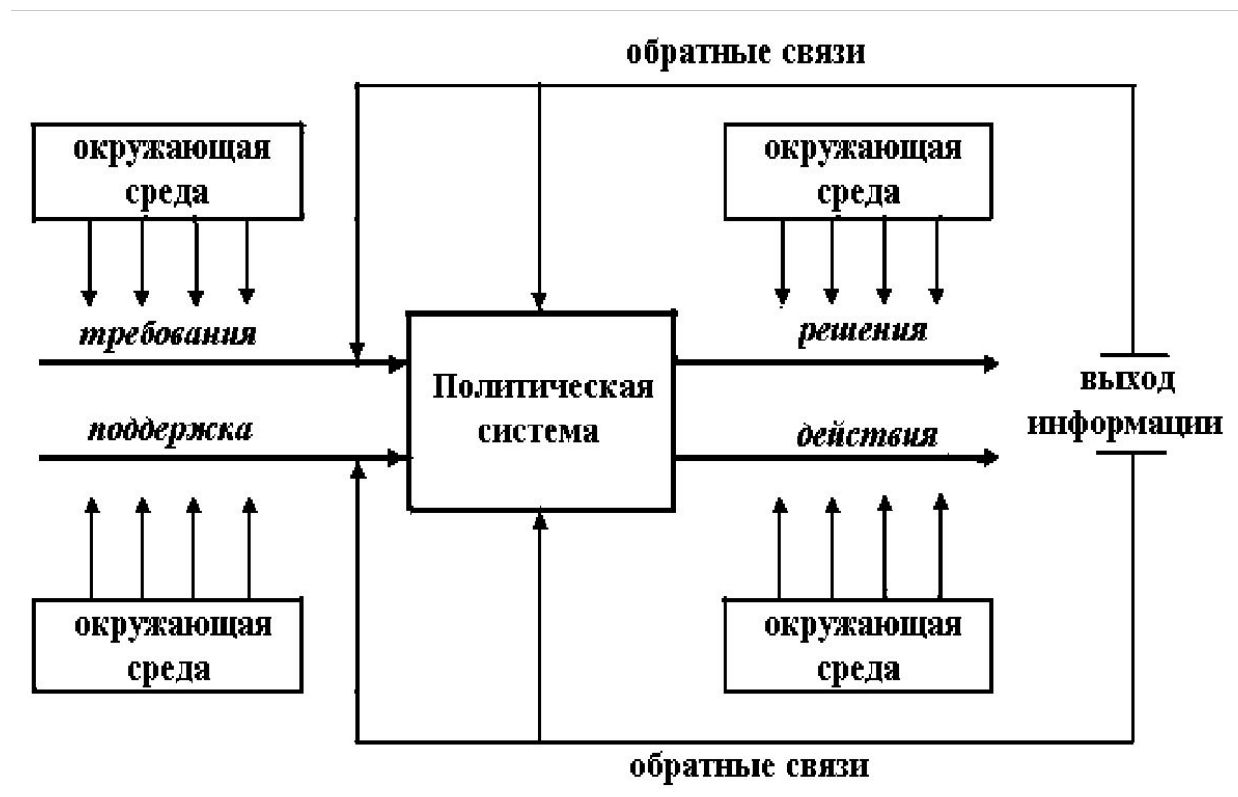 обратные связи
окружающая
среда
окружающая
среда
требования
решения
Политическая
система
выход
информации
поддержка
действия
окружающая
среда
окружающая
среда
обратные связи